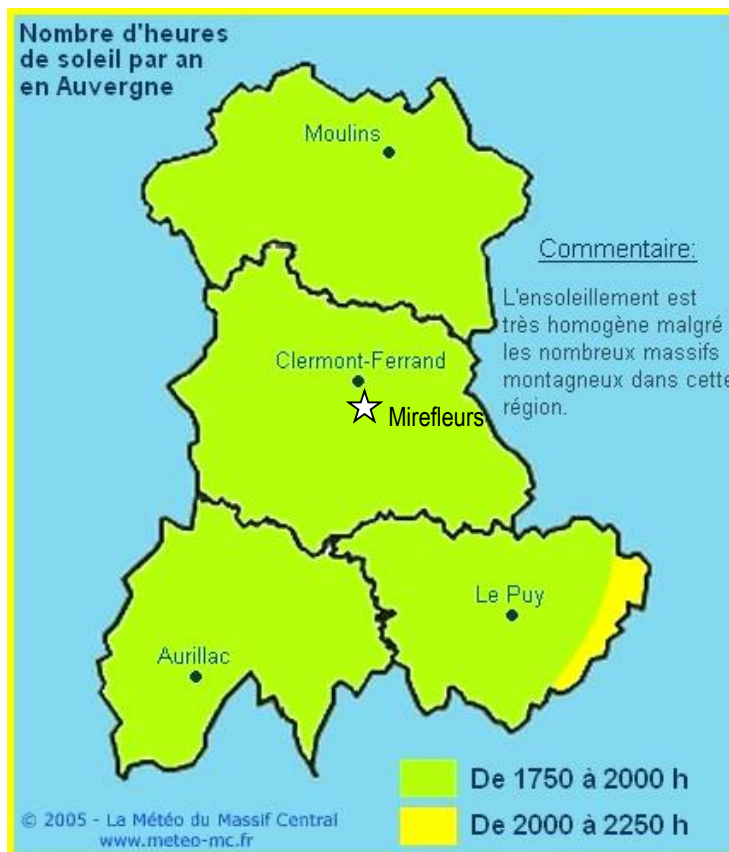 Nombre d'heures
de soleil par an
en Auvergne
Moulins
Commentaire:
L'ensoleillement est
très homogène malgré
les nombreux massifs
montagneux dans cette
région.
Clermont-Ferrand
Mirefleurs
Le Puy
Aurillac
De 1750 à 2000 h
De 2000 à 2250 h
© 2005 - La Météo du Massif Central
www.meteo-mc.fr